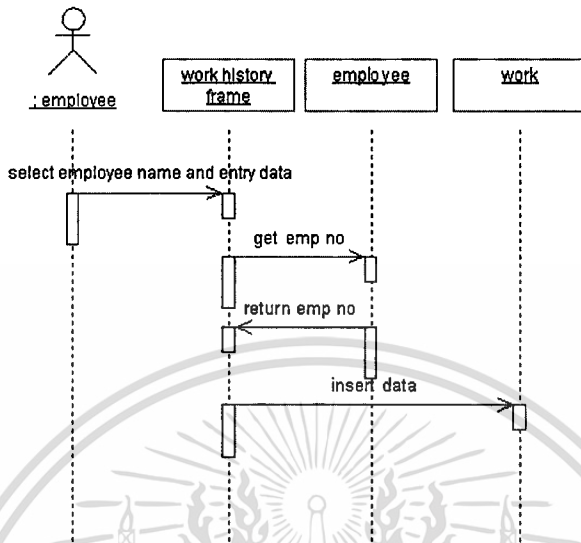 : employee
work history
frame
employee
work
select employee name and entry data
get emp no
return emp no
insert data